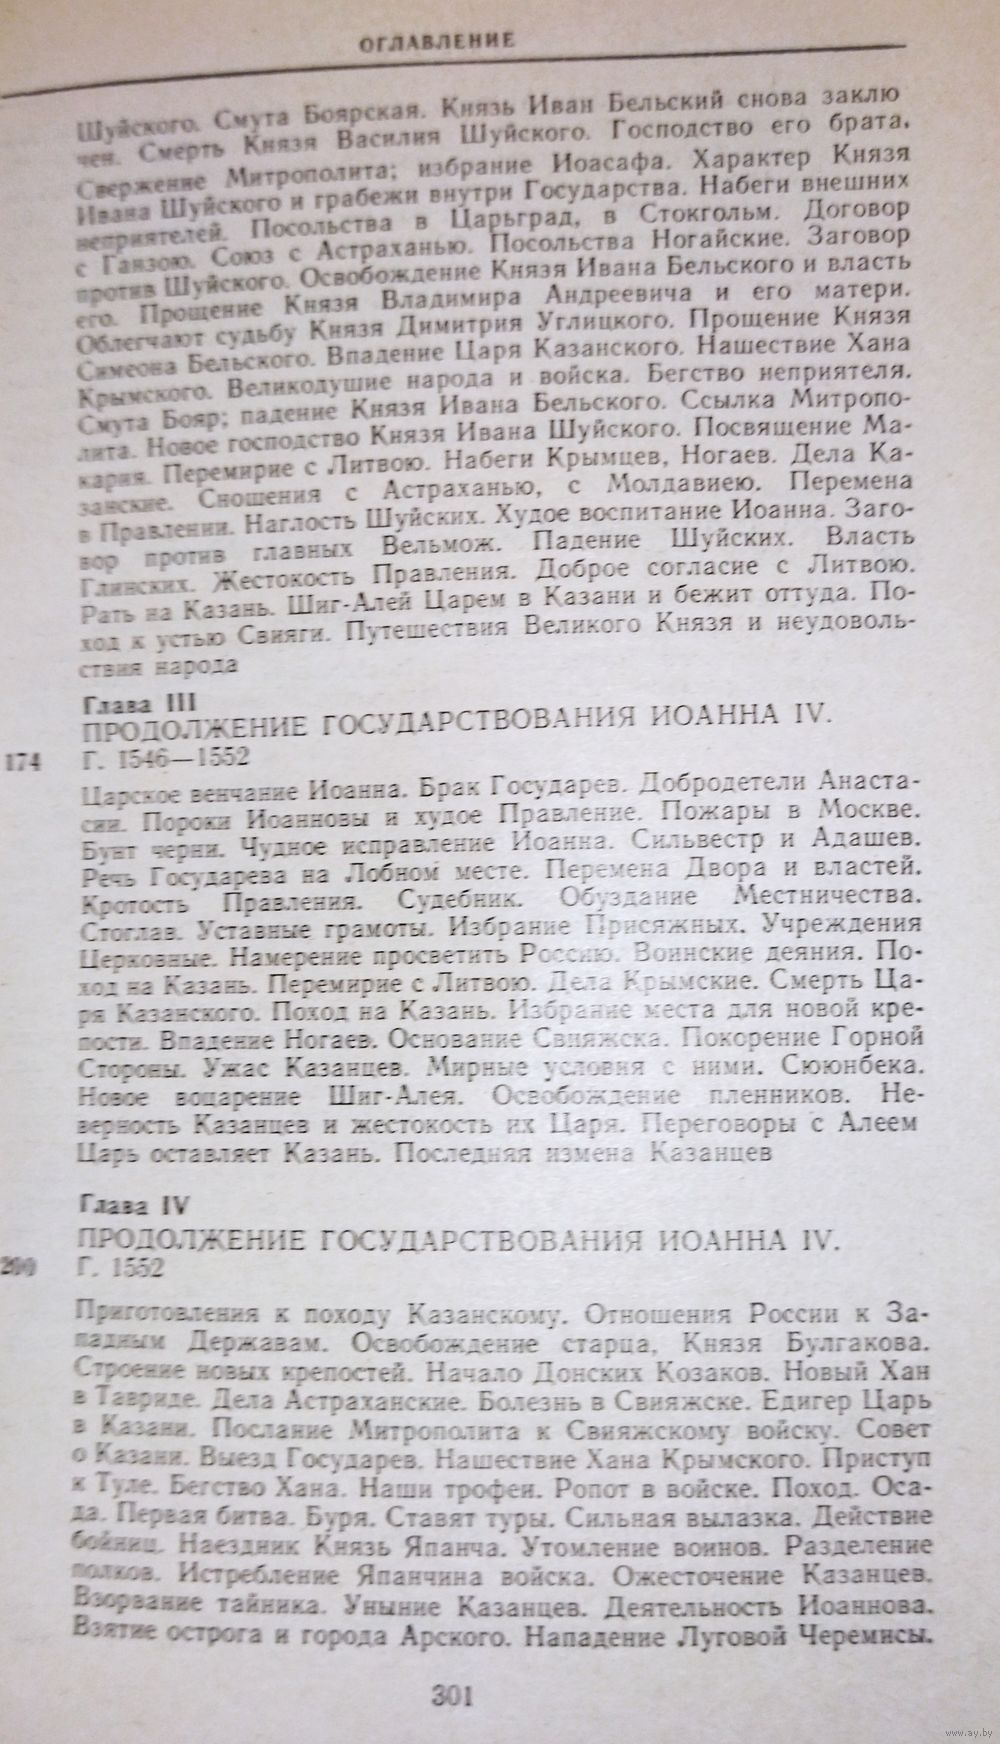 ОГЛАВЛЕНИЕ
Шуйского. Смута Боярская. Князь Иван Бельский снова заклю
чен. Смерть Князя Василия Шуйского. Господство его брата.
Свержение Митрополита; избрание Иоасафа. Характер Князя
Ивана Шуйского и грабежи внутри Государства. Набеги внешних
неприятелей. Посольства в Царьград, в Стокгольм. Договор
с Ганзою. Союз с Астраханью. Посольства Ногайские. Заговор
против Шуйского. Освобождение Князя Ивана Бельского и власть
его. Прощение Князя Владимира Андреевича и его матери.
Облегчают судьбу Князя Димитрия Углицкого. Прощение Князя
Симеона Бельского. Впадение Царя Казанского. Нашествие Хана
Крымского. Великодушие народа и войска. Бегство неприятеля.
Смута Бояр; падение Князя Ивана Бельского. Ссылка Митропо-
лита. Новое господство Князя Ивана Шуйского. Посвящение Ма-
кария. Перемирие с Литвою. Набеги Крымцев, Ногаев. Дела Ка-
занские. Сношения с Астраханью, с Молдавиею. Перемена
в Правлении. Наглость Шуйских. Худое воспитание Иоанна. Заго-
вор против главных Вельмож. Падение Шуйских. Власть
Глинских. Жестокость Правления. Доброе согласие с Литвою.
Рать на Казань. Шиг-Алей Царем в Казани и бежит оттуда. По-
ход к устью Свияги. Путешествия Великого Князя и неудоволь-
ствия народа
Глава III
ПРОДОЛЖЕНИЕ ГОСУДАРСТВОВАНИЯ ИОАННА IV.
174 Г. 1546—1552
Царское венчание Иоанна. Брак Государев. Добродетели Анаста-
сии. Пороки Иоанновы и худое Правление. Пожары в Москве.
Бунт черни. Чудное исправление Иоанна. Сильвестр и Адашев.
Речь Государева на Лобном месте. Перемена Двора и властей.
Кротость Правления. Судебник. Обуздание Местничества.
Стоглав. Уставные грамоты. Избрание Присяжных. Учреждения
Церковные. Намерение просветить Россию. Воинские деяния. По-
ход на Казань. Перемирие с Литвою. Дела Крымские. Смерть Ца-
ря Казанского. Поход на Казань. Избрание места для новой кре-
пости. Впадение Ногаев. Основание Свияжска. Покорение Горной
Стороны. Ужас Казанцев. Мирные условия с ними. Сююнбека.
Новое воцарение Шиг-Алея. Освобождение пленников. Не-
верность Казанцев и жестокость их Царя. Переговоры с Алеем
Царь оставляет Казань. Последняя измена Казанцев
Глава IV
ПРОДОЛЖЕНИЕ ГОСУДАРСТВОВАНИЯ ИОАННА IV.
200 Г. 1552
Приготовления к походу Казанскому. Отношения России к За-
падным Державам. Освобождение старца, Князя Булгакова.
Строение новых крепостей. Начало Донских Козаков. Новый Хан
в Тавриде. Дела Астраханские. Болезнь в Свияжске. Едигер Царь
в Казани. Послание Митрополита к Свияжскому войску. Совет
о Казани. Выезд Государев. Нашествие Хана Крымского. Приступ
к Туле. Бегство Хана. Наши трофеи. Ропот в войске. Поход. Оса-
да. Первая битва. Буря. Ставят туры. Сильная вылазка. Действие
бойниц. Наездник Князь Япанча. Утомление воинов. Разделение
полков. Истребление Япанчина войска. Ожесточение Казанцев.
Взорвание тайника. Уныние Казанцев. Деятельность Иоаннова.
Взятие острога и города Арского. Нападение Луговой Черемисы.
301
www.ay.by